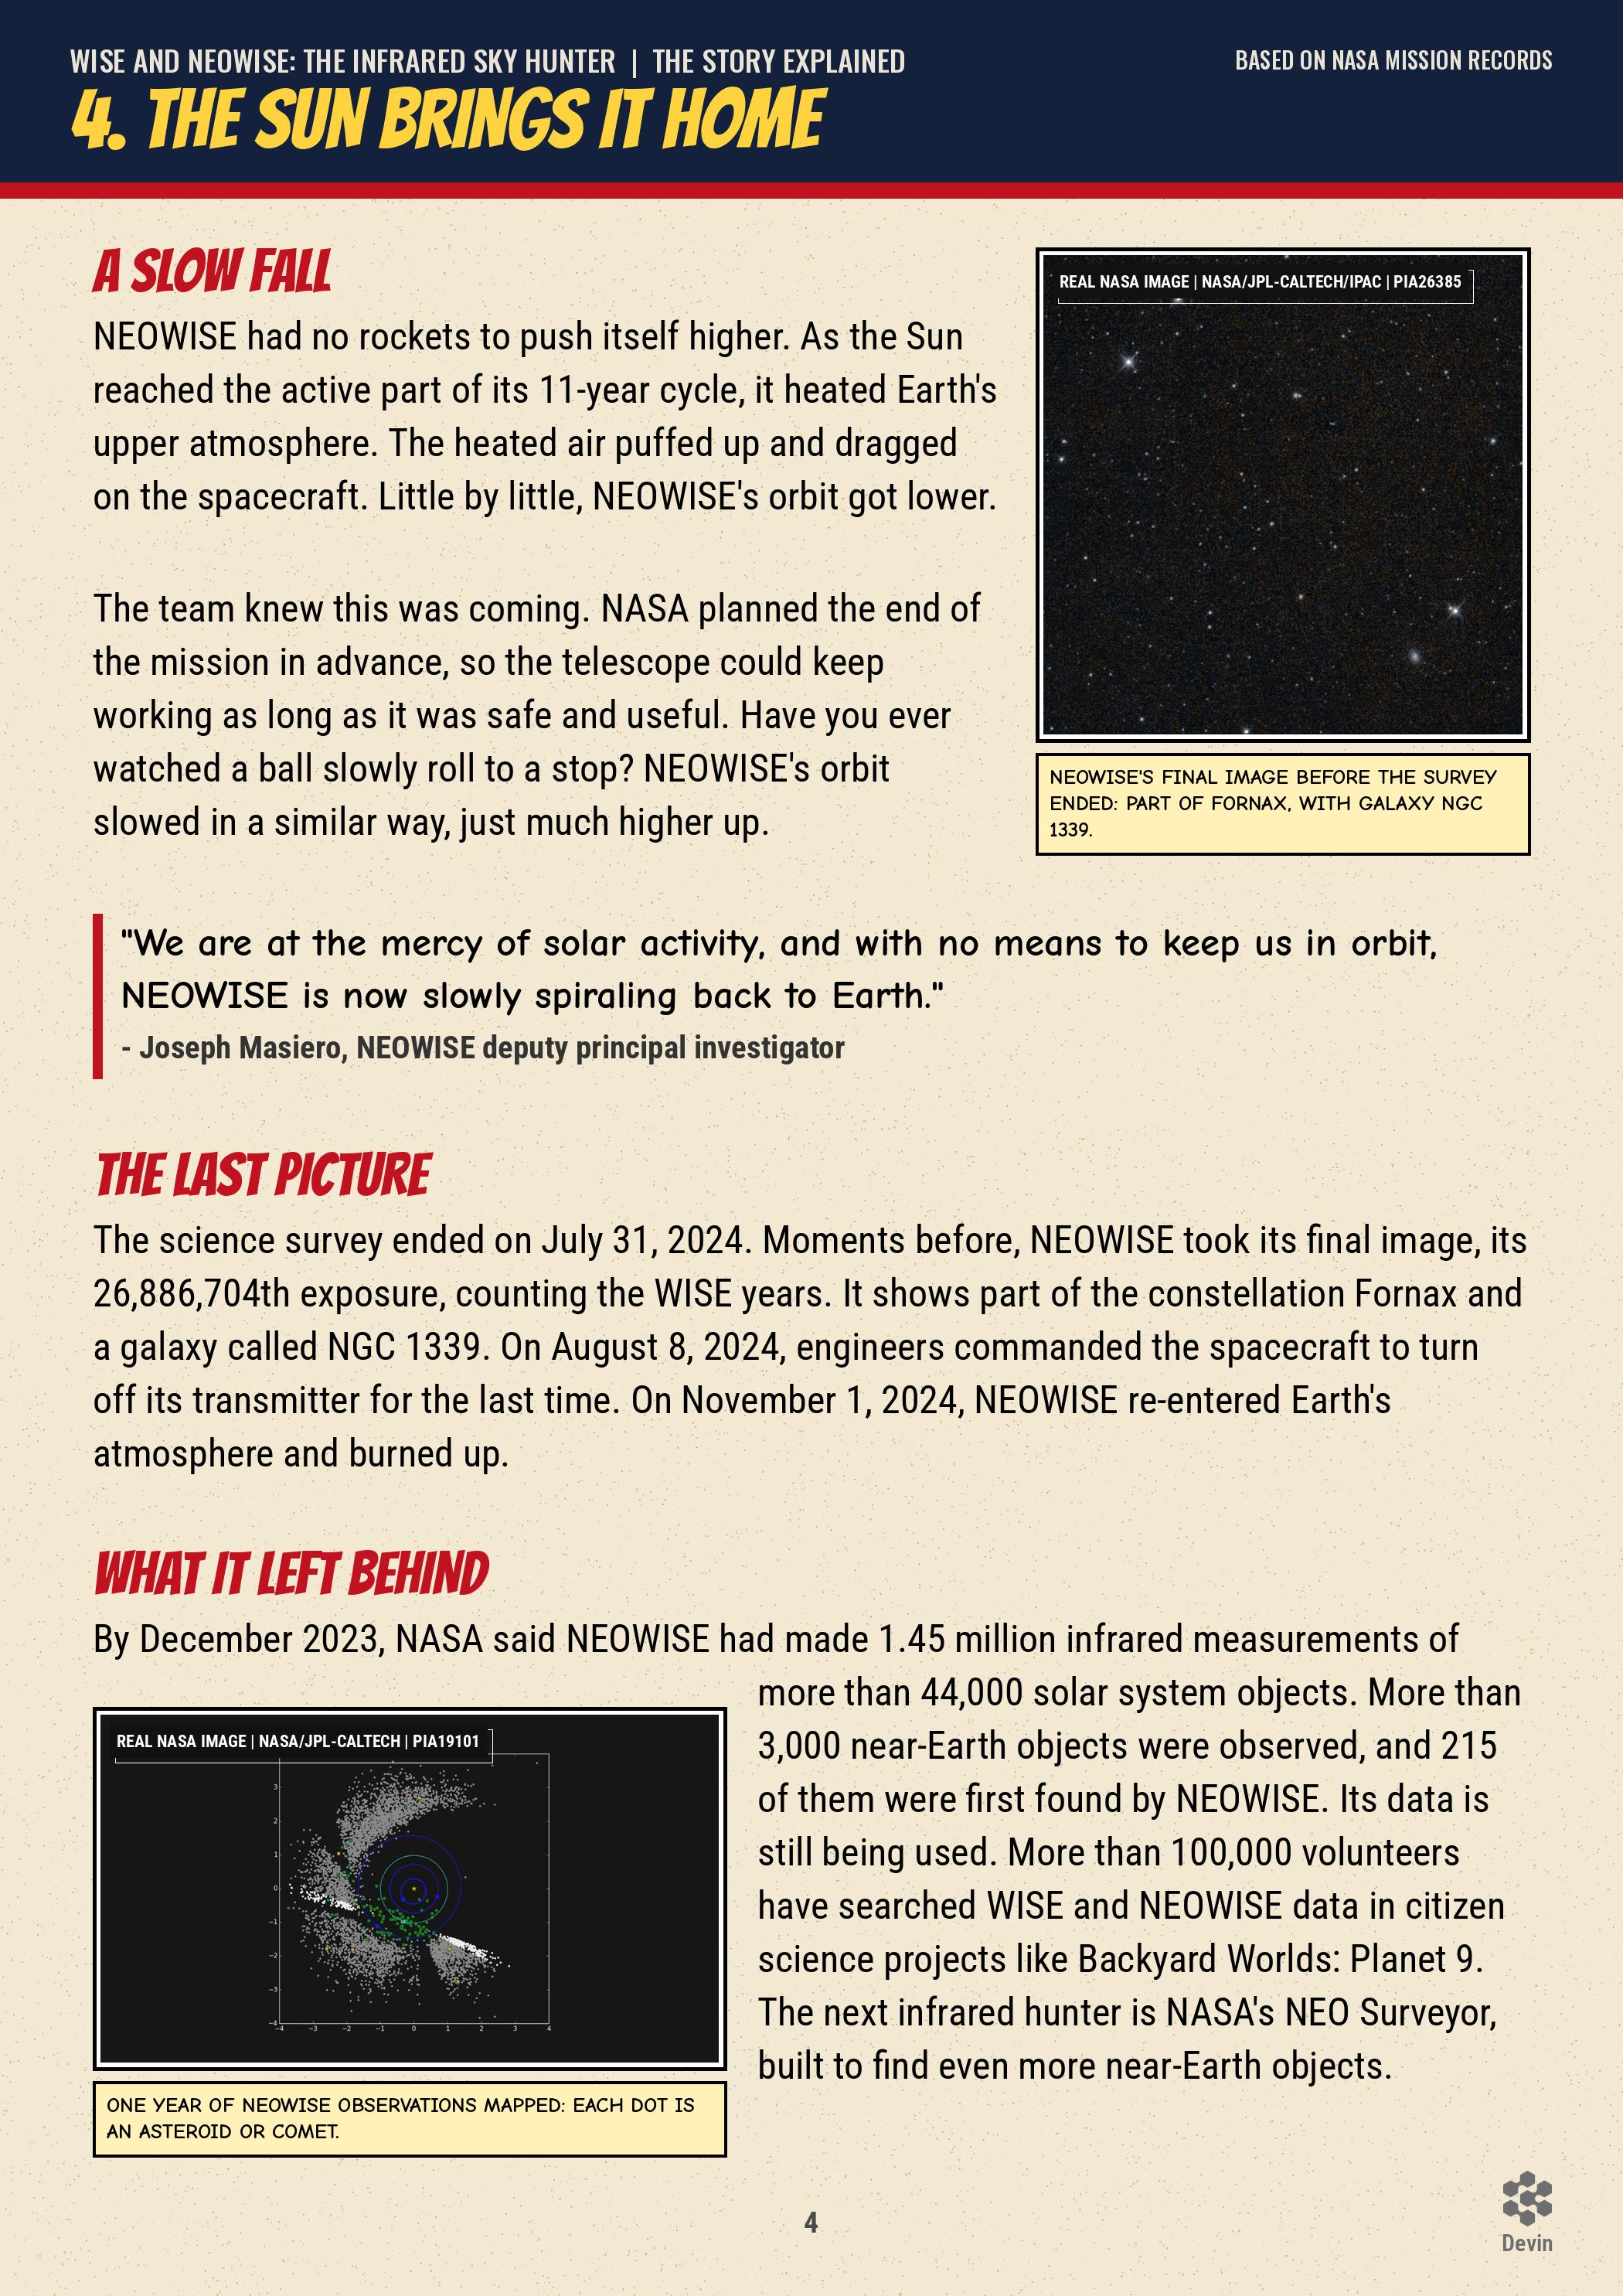 WISE AND NEOWISE: THE INFRARED SKY HUNTER | THE STORY EXPLAINED
BASED ON NASA MISSION RECORDS
4. THE SUN BRINGS IT HOME
A SLOW FALL
NEOWISE had no rockets to push itself higher. As the Sun
reached the active part of its 11-year cycle, it heated Earth's
upper atmosphere. The heated air puffed up and dragged
on the spacecraft. Little by little, NEOWISE's orbit got lower.
The team knew this was coming. NASA planned the end of
the mission in advance, so the telescope could keep
working as long as it was safe and useful. Have you ever
watched a ball slowly roll to a stop? NEOWISE's orbit
slowed in a similar way, just much higher up.
REAL NASA IMAGE | NASA/JPL-CALTECH/IPAC | PIA26385
NEOWISE'S FINAL IMAGE BEFORE THE SURVEY
ENDED: PART OF FORNAX, WITH GALAXY NGC
1339.
"We are at the mercy of solar activity, and with no means to keep us in orbit,
NEOWISE is now slowly spiraling back to Earth."
- Joseph Masiero, NEOWISE deputy principal investigator
THE LAST PICTURE
The science survey ended on July 31, 2024. Moments before, NEOWISE took its final image, its
26,886,704th exposure, counting the WISE years. It shows part of the constellation Fornax and
a galaxy called NGC 1339. On August 8, 2024, engineers commanded the spacecraft to turn
off its transmitter for the last time. On November 1, 2024, NEOWISE re-entered Earth's
atmosphere and burned up.
WHAT IT LEFT BEHIND
By December 2023, NASA said NEOWISE had made 1.45 million infrared measurements of
more than 44,000 solar system objects. More than
3,000 near-Earth objects were observed, and 215
of them were first found by NEOWISE. Its data is
still being used. More than 100,000 volunteers
have searched WISE and NEOWISE data in citizen
science projects like Backyard Worlds: Planet 9.
The next infrared hunter is NASA's NEO Surveyor,
built to find even more near-Earth objects.
REAL NASA IMAGE | NASA/JPL-CALTECH | PIA19101
3
2
1
0
−1
−2
−3
−4
−4 −3 −2 −1 0 1 2 3 4
ONE YEAR OF NEOWISE OBSERVATIONS MAPPED: EACH DOT IS
AN ASTEROID OR COMET.
4
Devin